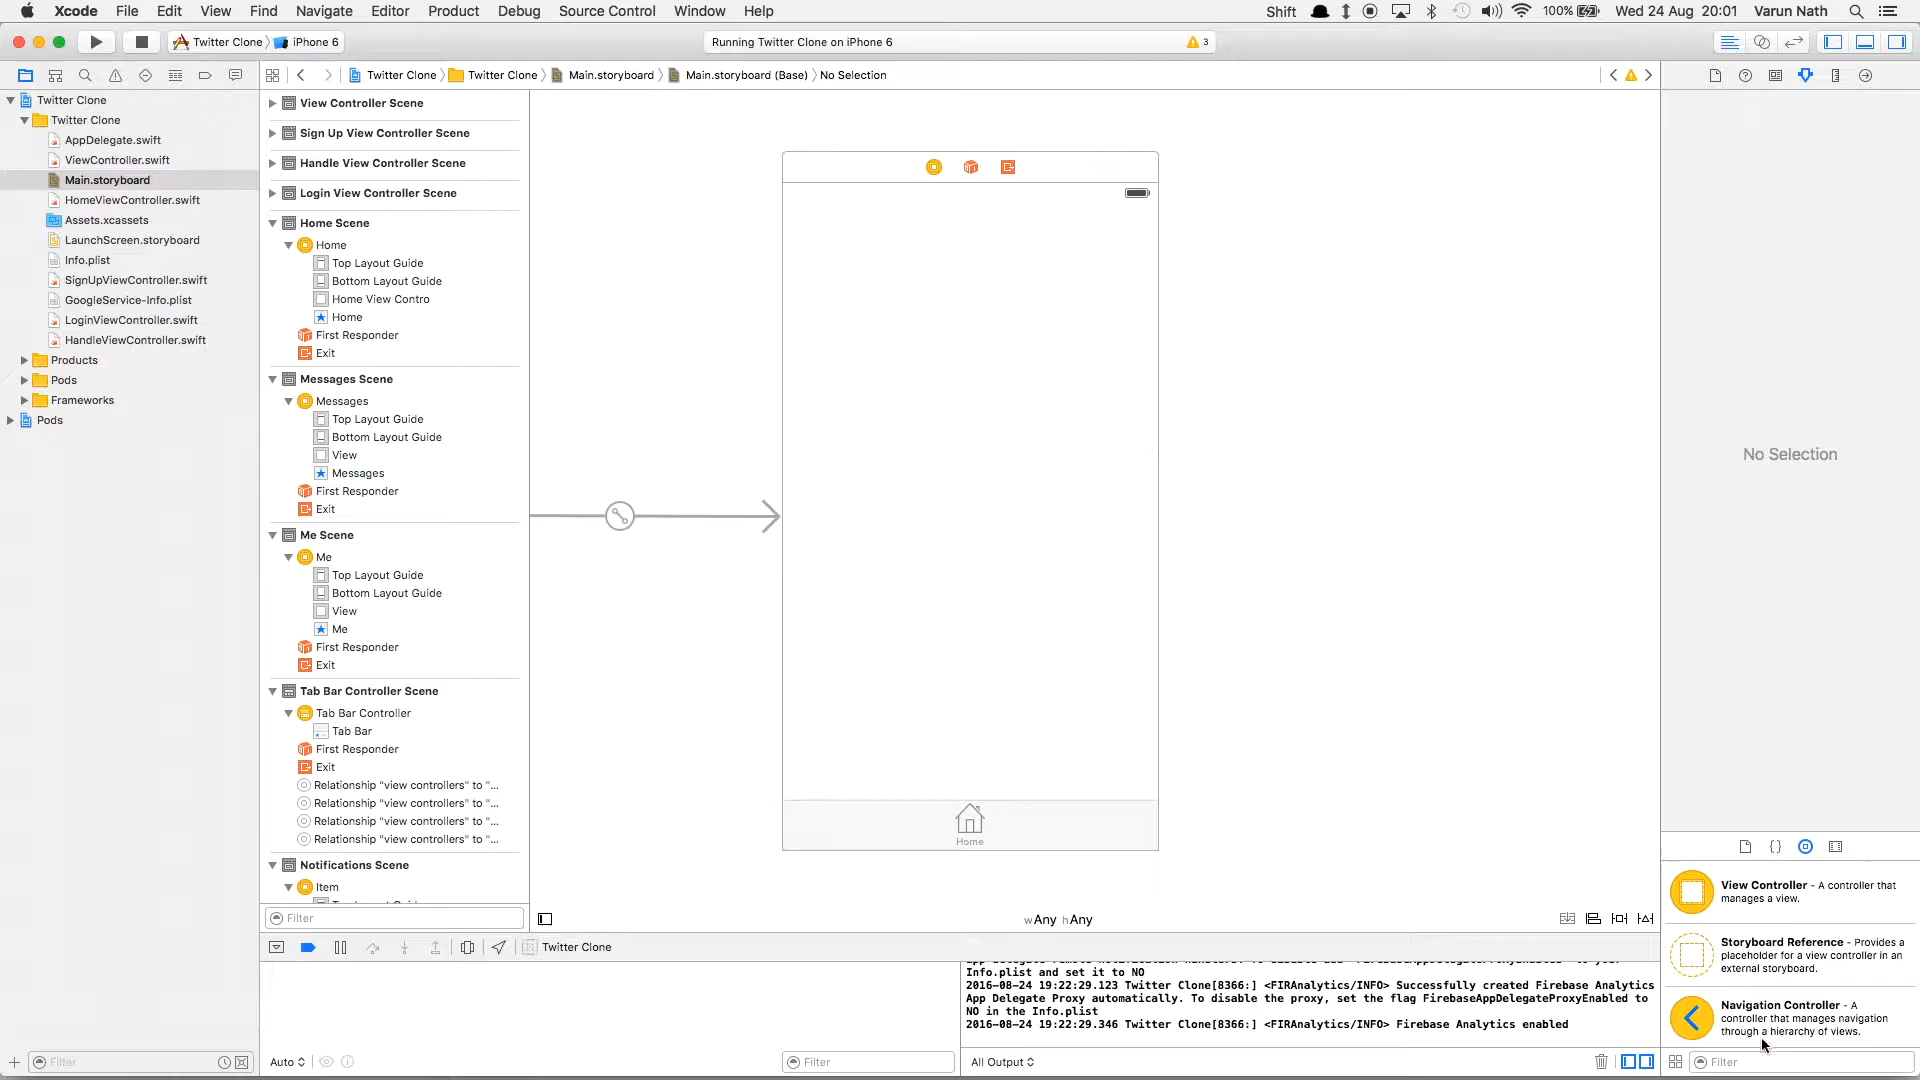 Xcode File Edit View Find Navigate Editor Product Debug Source Control Window Help
Shift 100% Wed 24 Aug 20:01 Varun Nath
Twitter Clone iPhone 6
Running Twitter Clone on iPhone 6
3
Twitter Clone Twitter Clone Main.storyboard Main.storyboard (Base) No Selection
Twitter Clone
Twitter Clone
AppDelegate.swift
ViewController.swift
Main.storyboard
HomeViewController.swift
Assets.xcassets
LaunchScreen.storyboard
Info.plist
SignUpViewController.swift
GoogleService-Info.plist
LoginViewController.swift
HandleViewController.swift
Products
Pods
Frameworks
Pods
Filter
View Controller Scene
Sign Up View Controller Scene
Handle View Controller Scene
Login View Controller Scene
Home Scene
Home
Top Layout Guide
Bottom Layout Guide
Home View Contro
Home
First Responder
Exit
Messages Scene
Messages
Top Layout Guide
Bottom Layout Guide
View
Messages
First Responder
Exit
Me Scene
Me
Top Layout Guide
Bottom Layout Guide
View
Me
First Responder
Exit
Tab Bar Controller Scene
Tab Bar Controller
Tab Bar
First Responder
Exit
Relationship "view controllers" to "...
Relationship "view controllers" to "...
Relationship "view controllers" to "...
Relationship "view controllers" to "...
Notifications Scene
Item
Filter
Home
wAny hAny
Twitter Clone
Auto
Filter
Info.plist and set it to NO
2016-08-24 19:22:29.123 Twitter Clone[8366:] <FIRAnalytics/INFO> Successfully created Firebase Analytics
App Delegate Proxy automatically. To disable the proxy, set the flag FirebaseAppDelegateProxyEnabled to
NO in the Info.plist
2016-08-24 19:22:29.346 Twitter Clone[8366:] <FIRAnalytics/INFO> Firebase Analytics enabled
All Output
No Selection
View Controller - A controller that
manages a view.
Storyboard Reference - Provides a
placeholder for a view controller in an
external storyboard.
Navigation Controller - A
controller that manages navigation
through a hierarchy of views.
Filter